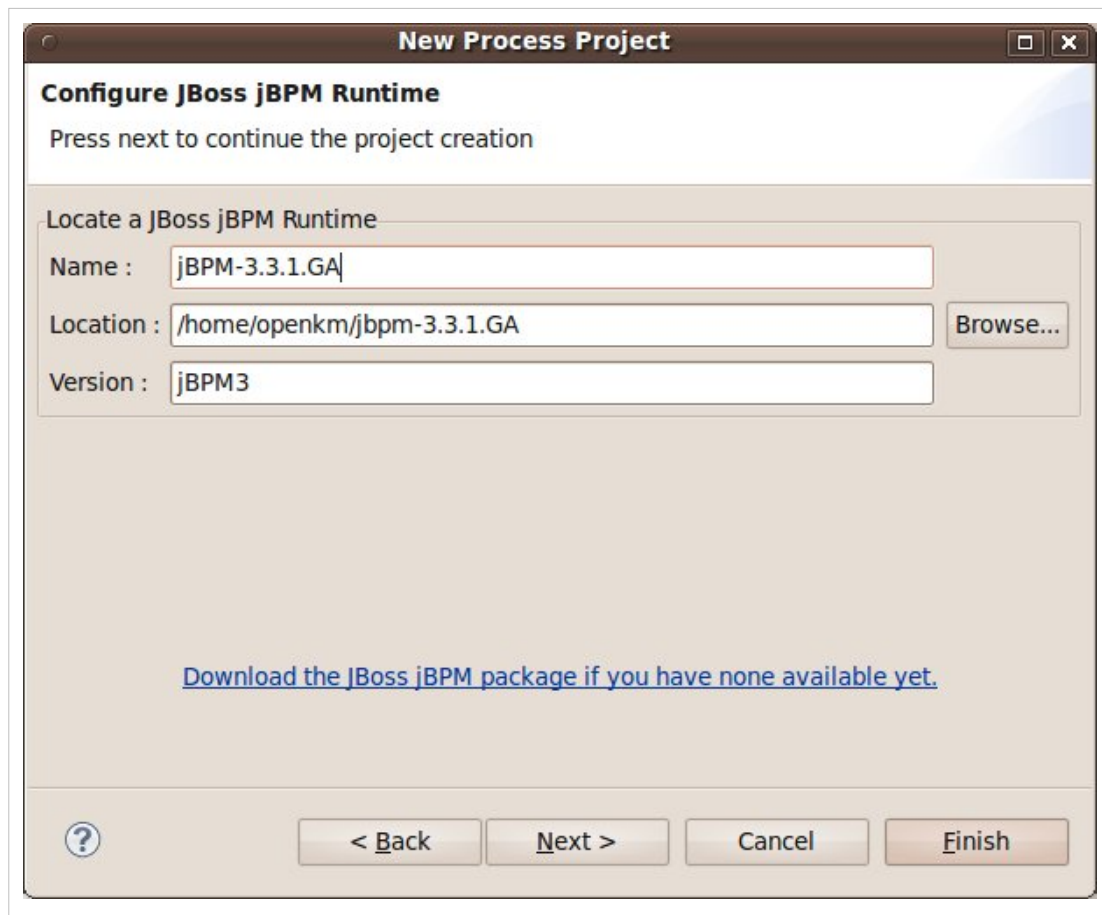 New Process Project
Configure JBoss jBPM Runtime
Press next to continue the project creation
Locate a JBoss jBPM Runtime
Name : jBPM-3.3.1.GA
Location : /home/openkm/jbpm-3.3.1.GA Browse...
Version : jBPM3
Download the JBoss jBPM package if you have none available yet.
? < Back Next > Cancel Finish